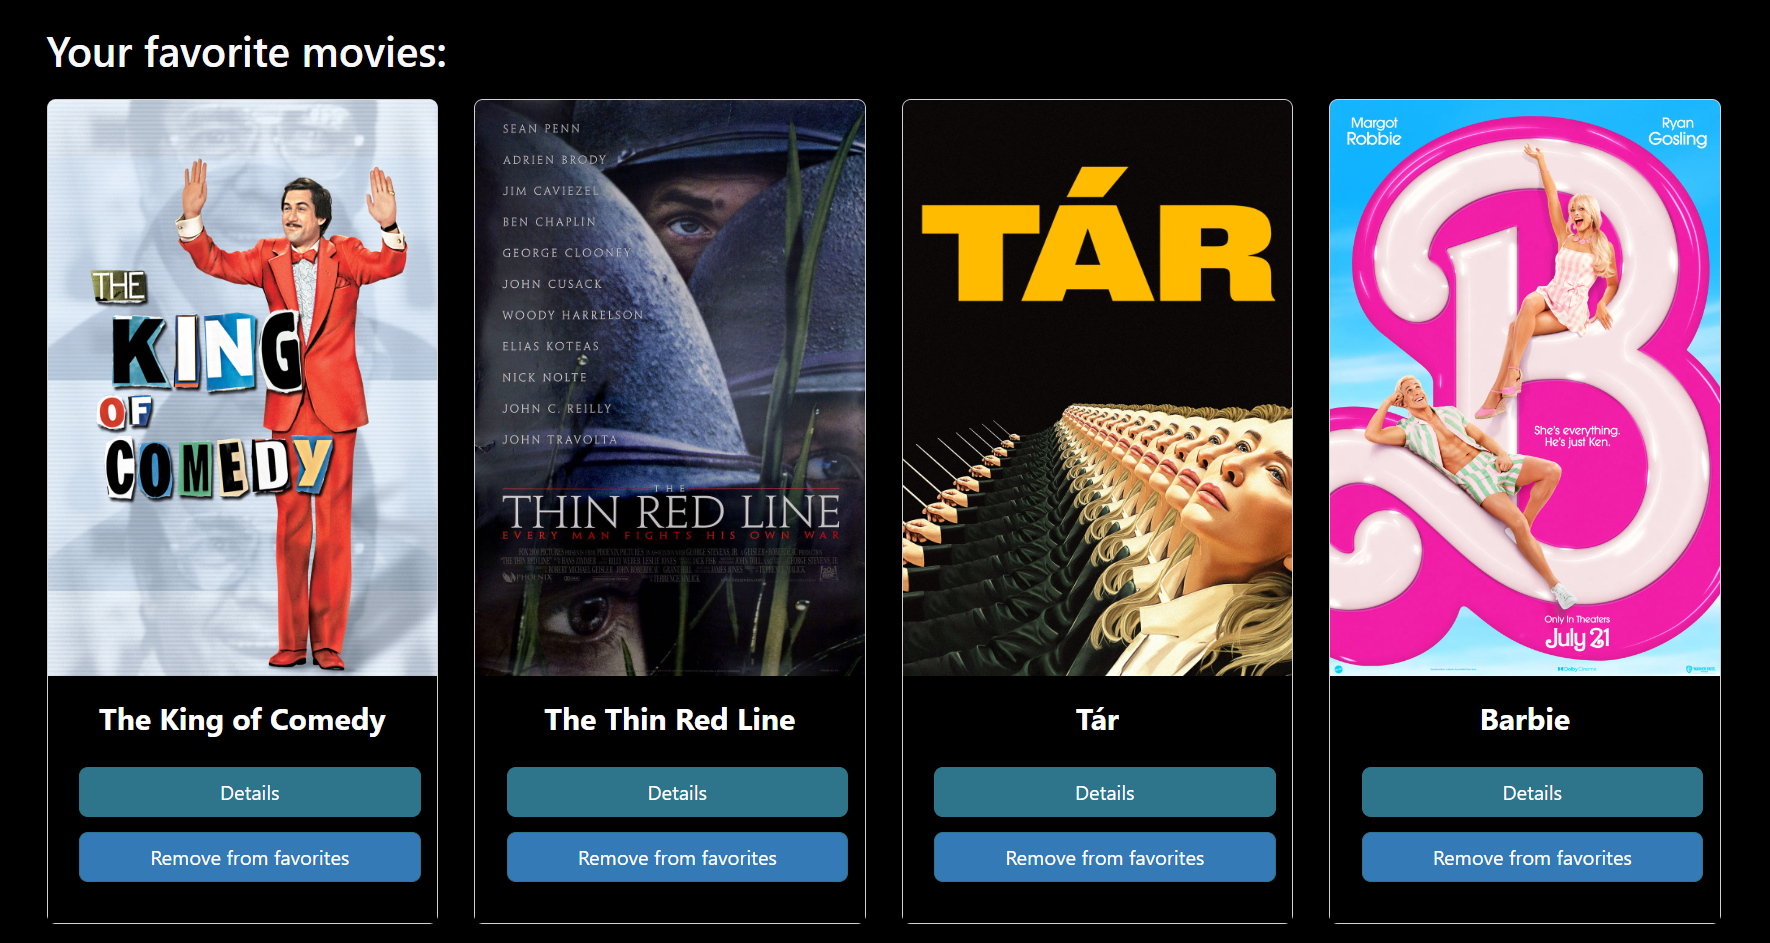 Your favorite movies:
THE
KING
OF
COMEDY
The King of Comedy
Details
Remove from favorites
SEAN PENN
ADRIEN BRODY
JIM CAVIEZEL
BEN CHAPLIN
GEORGE CLOONEY
JOHN CUSACK
WOODY HARRELSON
ELIAS KOTEAS
NICK NOLTE
JOHN C. REILLY
JOHN TRAVOLTA
THE
THIN RED LINE
EVERY MAN FIGHTS HIS OWN WAR
PHOENIX
The Thin Red Line
Details
Remove from favorites
TÁR
Tár
Details
Remove from favorites
Margot
Robbie
Ryan
Gosling
She's everything.
He's just Ken.
Only In Theaters
July 21
Dolby Cinema
Barbie
Details
Remove from favorites